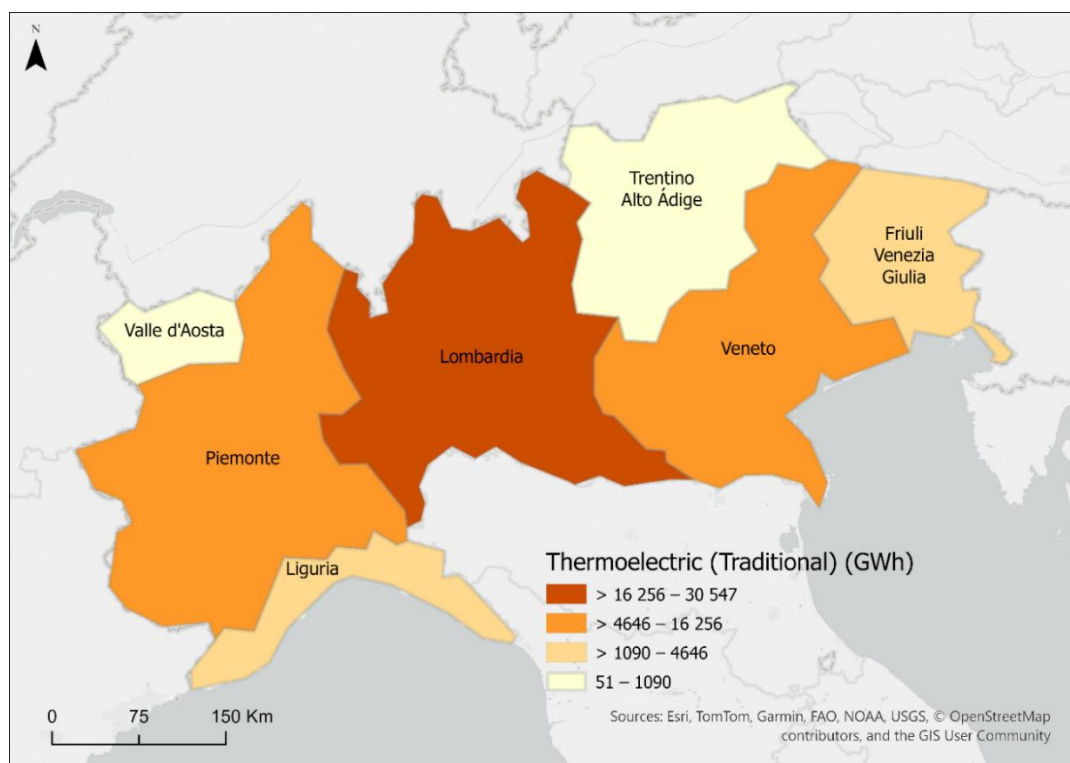 N
Trentino
Alto Ádige
Friuli
Venezia
Giulia
Valle d'Aosta
Lombardia
Veneto
Piemonte
Liguria
Thermoelectric (Traditional) (GWh)
> 16 256 – 30 547
> 4646 – 16 256
> 1090 – 4646
51 – 1090
0 75 150 Km
Sources: Esri, TomTom, Garmin, FAO, NOAA, USGS, © OpenStreetMap
contributors, and the GIS User Community